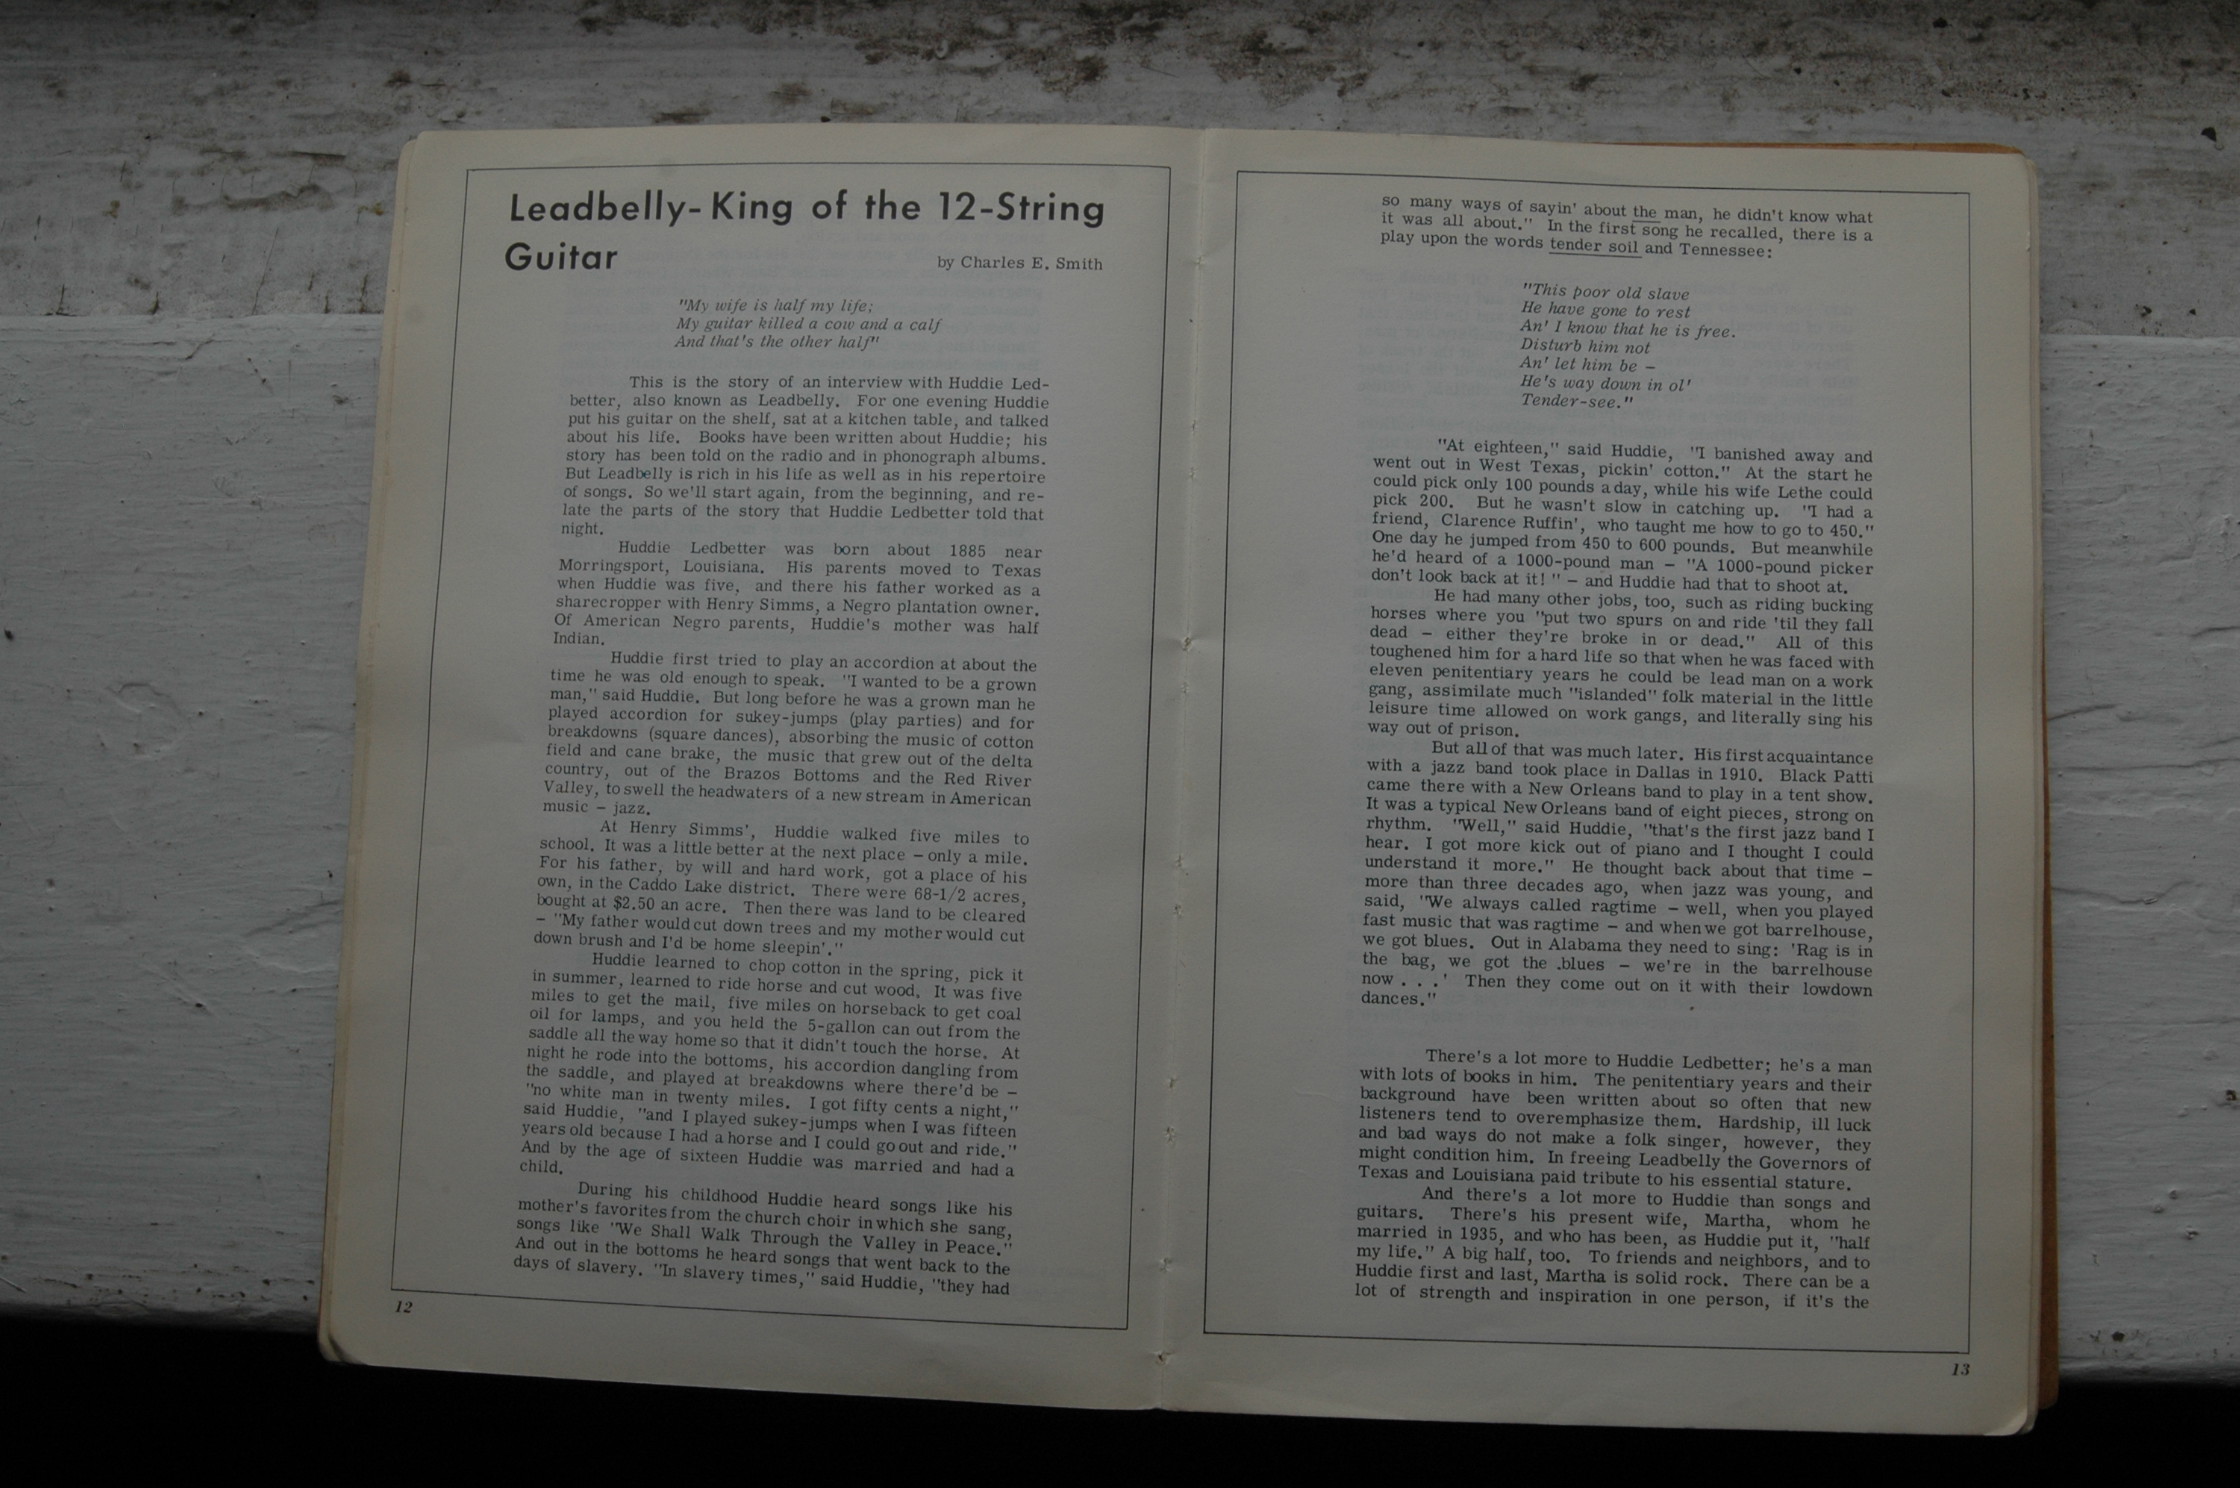 Leadbelly-King of the 12-String
Guitar
by Charles E. Smith
"My wife is half my life;
My guitar killed a cow and a calf
And that's the other half"
This is the story of an interview with Huddie Led-
better, also known as Leadbelly. For one evening Huddie
put his guitar on the shelf, sat at a kitchen table, and talked
about his life. Books have been written about Huddie; his
story has been told on the radio and in phonograph albums.
But Leadbelly is rich in his life as well as in his repertoire
of songs. So we'll start again, from the beginning, and re-
late the parts of the story that Huddie Ledbetter told that
night.
Huddie Ledbetter was born about 1885 near
Morringsport, Louisiana. His parents moved to Texas
when Huddie was five, and there his father worked as a
sharecropper with Henry Simms, a Negro plantation owner.
Of American Negro parents, Huddie's mother was half
Indian.
Huddie first tried to play an accordion at about the
time he was old enough to speak. "I wanted to be a grown
man," said Huddie. But long before he was a grown man he
played accordion for sukey-jumps (play parties) and for
breakdowns (square dances), absorbing the music of cotton
field and cane brake, the music that grew out of the delta
country, out of the Brazos Bottoms and the Red River
Valley, to swell the headwaters of a new stream in American
music – jazz.
At Henry Simms', Huddie walked five miles to
school. It was a little better at the next place – only a mile.
For his father, by will and hard work, got a place of his
own, in the Caddo Lake district. There were 68-1/2 acres,
bought at $2.50 an acre. Then there was land to be cleared
– "My father would cut down trees and my mother would cut
down brush and I'd be home sleepin'."
Huddie learned to chop cotton in the spring, pick it
in summer, learned to ride horse and cut wood. It was five
miles to get the mail, five miles on horseback to get coal
oil for lamps, and you held the 5-gallon can out from the
saddle all the way home so that it didn't touch the horse. At
night he rode into the bottoms, his accordion dangling from
the saddle, and played at breakdowns where there'd be –
"no white man in twenty miles. I got fifty cents a night,"
said Huddie, "and I played sukey-jumps when I was fifteen
years old because I had a horse and I could go out and ride."
And by the age of sixteen Huddie was married and had a
child.
During his childhood Huddie heard songs like his
mother's favorites from the church choir in which she sang,
songs like "We Shall Walk Through the Valley in Peace."
And out in the bottoms he heard songs that went back to the
days of slavery. "In slavery times," said Huddie, "they had
12
so many ways of sayin' about the man, he didn't know what
it was all about." In the first song he recalled, there is a
play upon the words tender soil and Tennessee:
"This poor old slave
He have gone to rest
An' I know that he is free.
Disturb him not
An' let him be –
He's way down in ol'
Tender-see."
"At eighteen," said Huddie, "I banished away and
went out in West Texas, pickin' cotton." At the start he
could pick only 100 pounds a day, while his wife Lethe could
pick 200. But he wasn't slow in catching up. "I had a
friend, Clarence Ruffin', who taught me how to go to 450."
One day he jumped from 450 to 600 pounds. But meanwhile
he'd heard of a 1000-pound man – "A 1000-pound picker
don't look back at it!" – and Huddie had that to shoot at.
He had many other jobs, too, such as riding bucking
horses where you "put two spurs on and ride 'til they fall
dead – either they're broke in or dead." All of this
toughened him for a hard life so that when he was faced with
eleven penitentiary years he could be lead man on a work
gang, assimilate much "islanded" folk material in the little
leisure time allowed on work gangs, and literally sing his
way out of prison.
But all of that was much later. His first acquaintance
with a jazz band took place in Dallas in 1910. Black Patti
came there with a New Orleans band to play in a tent show.
It was a typical New Orleans band of eight pieces, strong on
rhythm. "Well," said Huddie, "that's the first jazz band I
hear. I got more kick out of piano and I thought I could
understand it more." He thought back about that time –
more than three decades ago, when jazz was young, and
said, "We always called ragtime – well, when you played
fast music that was ragtime – and when we got barrelhouse,
we got blues. Out in Alabama they need to sing: 'Rag is in
the bag, we got the .blues – we're in the barrelhouse
now . . .' Then they come out on it with their lowdown
dances."
There's a lot more to Huddie Ledbetter; he's a man
with lots of books in him. The penitentiary years and their
background have been written about so often that new
listeners tend to overemphasize them. Hardship, ill luck
and bad ways do not make a folk singer, however, they
might condition him. In freeing Leadbelly the Governors of
Texas and Louisiana paid tribute to his essential stature.
And there's a lot more to Huddie than songs and
guitars. There's his present wife, Martha, whom he
married in 1935, and who has been, as Huddie put it, "half
my life." A big half, too. To friends and neighbors, and to
Huddie first and last, Martha is solid rock. There can be a
lot of strength and inspiration in one person, if it's the
13